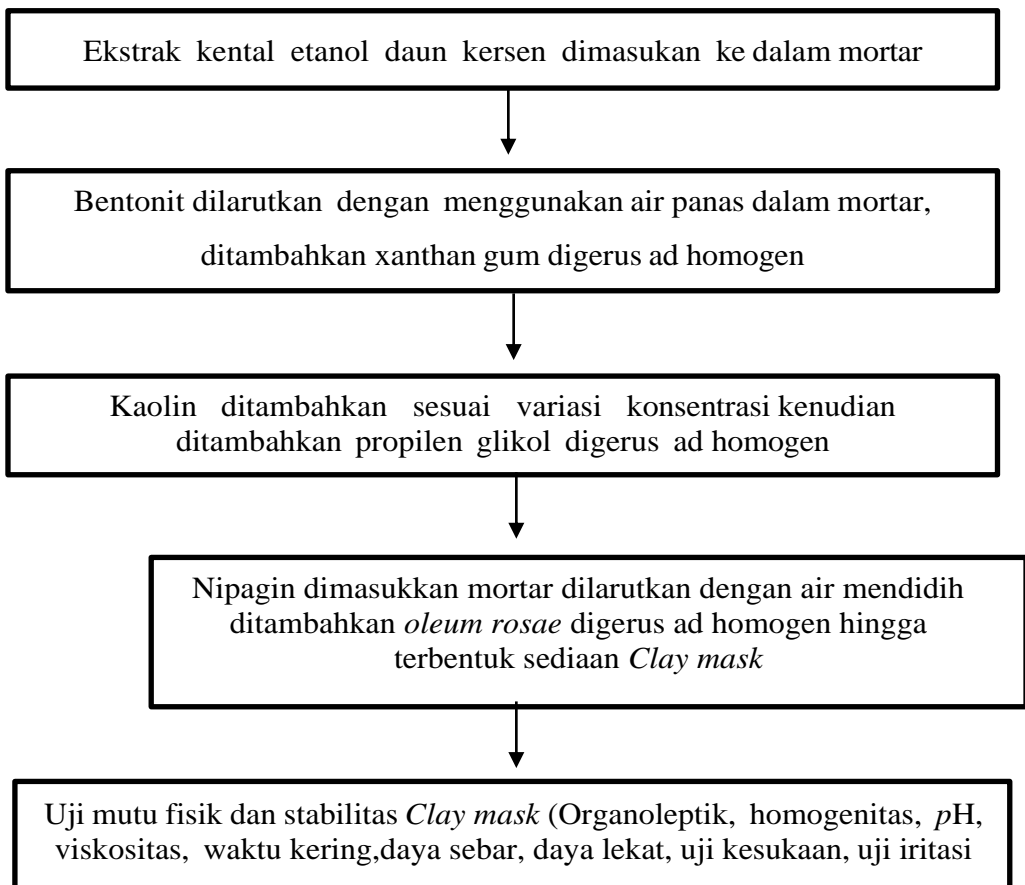 Ekstrak kental etanol daun kersen dimasukan ke dalam mortar
Bentonit dilarutkan dengan menggunakan air panas dalam mortar,
ditambahkan xanthan gum digerus ad homogen
Kaolin ditambahkan sesuai variasi konsentrasi kenudian
ditambahkan propilen glikol digerus ad homogen
Nipagin dimasukkan mortar dilarutkan dengan air mendidih
ditambahkan oleum rosae digerus ad homogen hingga
terbentuk sediaan Clay mask
Uji mutu fisik dan stabilitas Clay mask (Organoleptik, homogenitas, pH,
viskositas, waktu kering,daya sebar, daya lekat, uji kesukaan, uji iritasi